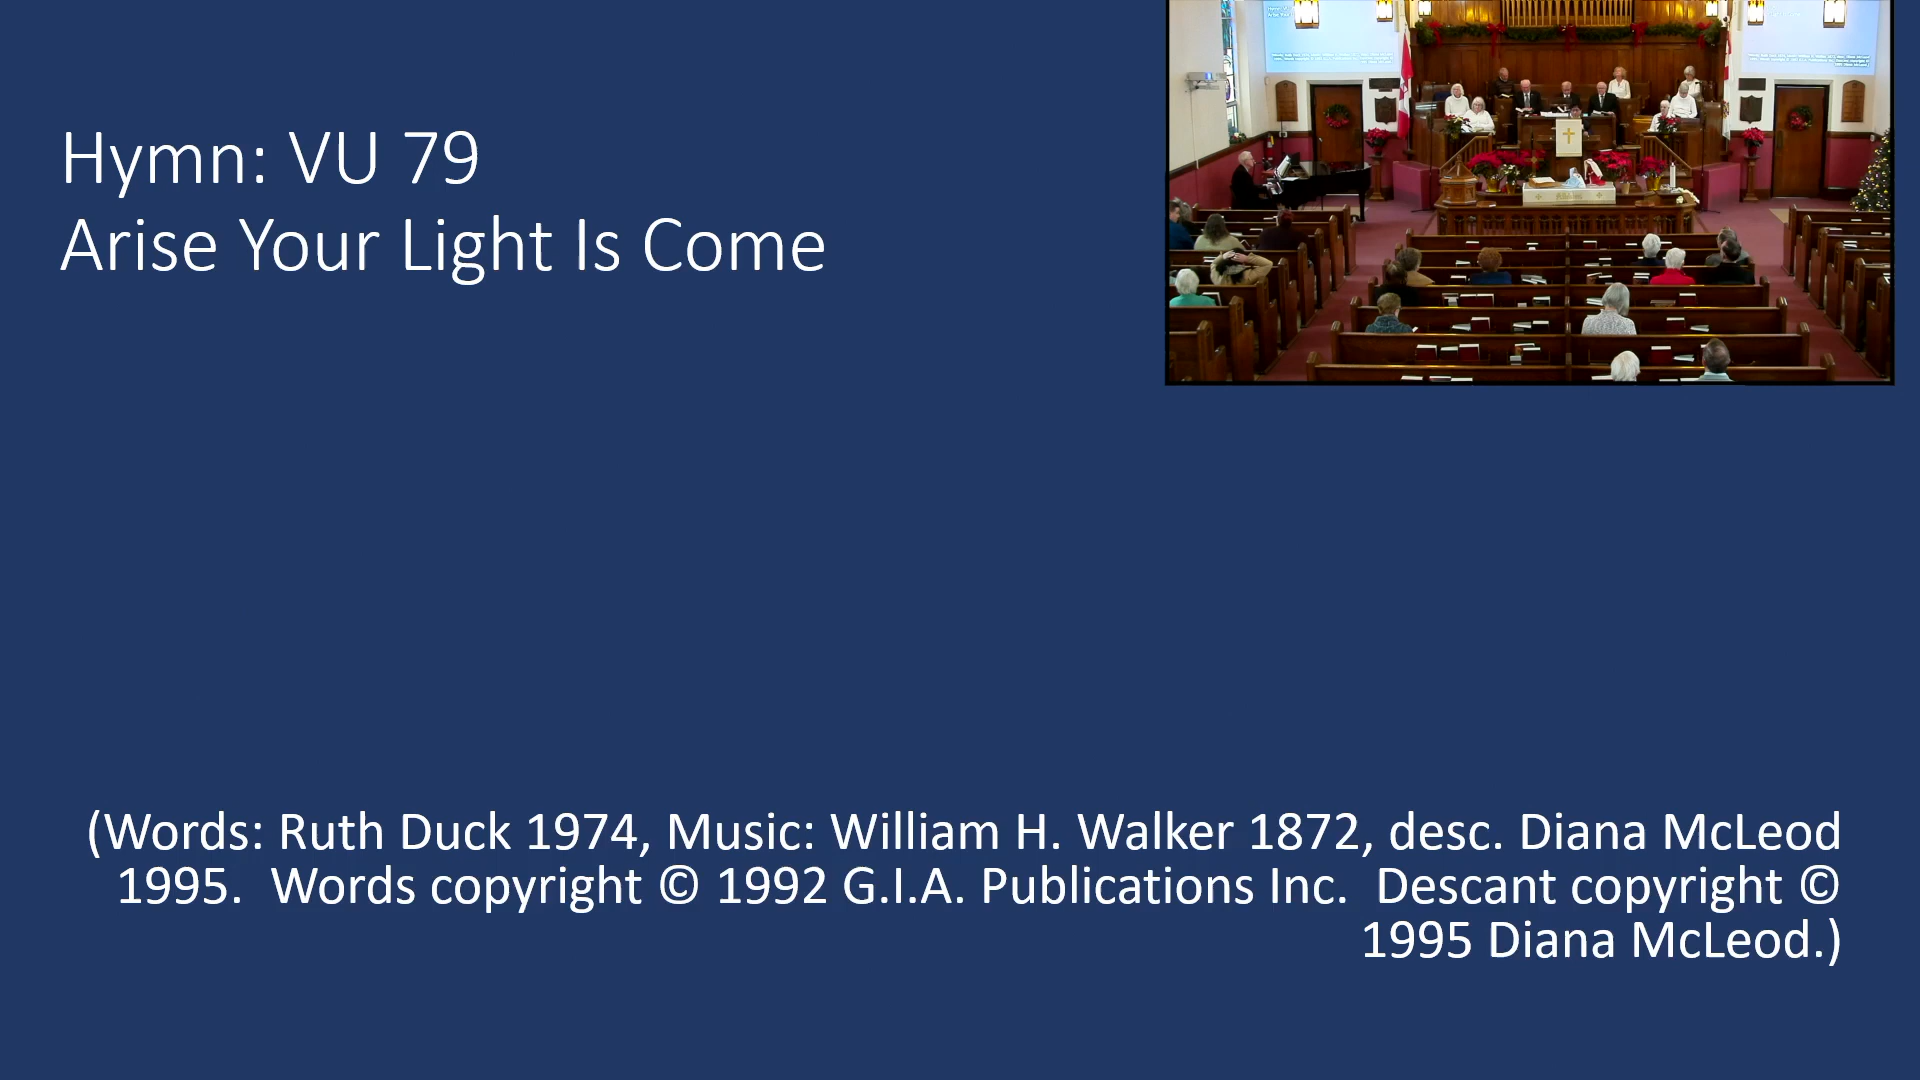 Hymn: VU 79
Arise Your Light Is Come
(Words: Ruth Duck 1974, Music: William H. Walker 1872, desc. Diana McLeod
1995.  Words copyright © 1992 G.I.A. Publications Inc.  Descant copyright ©
1995 Diana McLeod.)